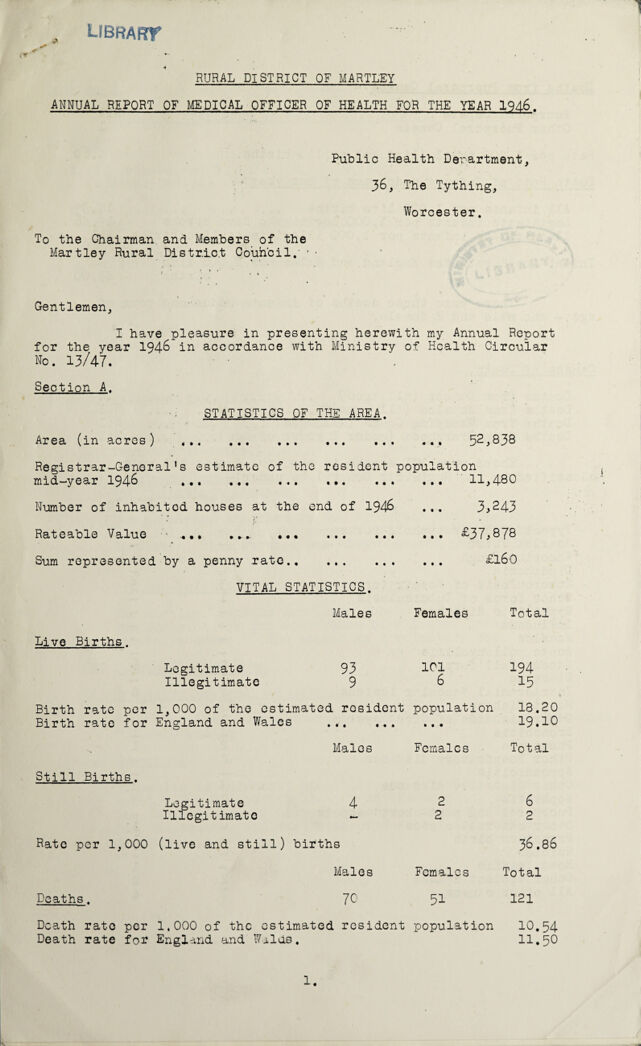 LIBRARY
RURAL DISTRICT OF MARTLEY
ANNUAL REPORT OF MEDICAL OFFICER OF HEALTH FOR THE YEAR 1946.
Public Health Department,
36, The Tything,
Worcester.
To the Chairman and Members of the
Martley Rural District Council.
MINISTRY OF HEALTH
LIBRARY
Gentlemen,
I have pleasure in presenting herewith my Annual Report
for the year 1946 in accordance with Ministry of Health Circular
No. 13/47.
Section A.
STATISTICS OF THE AREA.
Area (in acres) ... ... ... ... ... ... 52,838
Registrar-General's estimate of the resident population
mid-year 1946 ... ... ... ... ... ... 11,480
Number of inhabited houses at the end of 1946 ... 3,243
Rateable Value ... ... ... ... ... ... £37,878
Sum represented by a penny rate.. ... ... ... £160
VITAL STATISTICS.
Males Females Total
Live Births.
Legitimate 93 101 194
Illegitimate 9 6 15
Birth rate per 1,000 of the estimated resident population 18.20
Birth rate for England and Wales ... ... ... 19.10
Males Females Total
Still Births.
Legitimate 4 2 6
Illegitimate - 2 2
Rate per 1,000 (live and still) births 36.86
Males Females Total
Deaths. 70 51 121
Death rate per 1.000 of the estimated resident population 10.54
Death rate for England and Wales. 11.50
1.